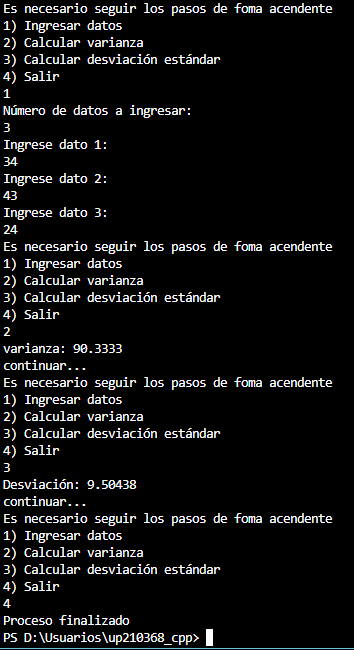 Es necesario seguir los pasos de foma acendente
1) Ingresar datos
2) Calcular varianza
3) Calcular desviación estándar
4) Salir
1
Número de datos a ingresar:
3
Ingrese dato 1:
34
Ingrese dato 2:
43
Ingrese dato 3:
24
Es necesario seguir los pasos de foma acendente
1) Ingresar datos
2) Calcular varianza
3) Calcular desviación estándar
4) Salir
2
varianza: 90.3333
continuar...
Es necesario seguir los pasos de foma acendente
1) Ingresar datos
2) Calcular varianza
3) Calcular desviación estándar
4) Salir
3
Desviación: 9.50438
continuar...
Es necesario seguir los pasos de foma acendente
1) Ingresar datos
2) Calcular varianza
3) Calcular desviación estándar
4) Salir
4
Proceso finalizado
PS D:\Usuarios\up210368_cpp>